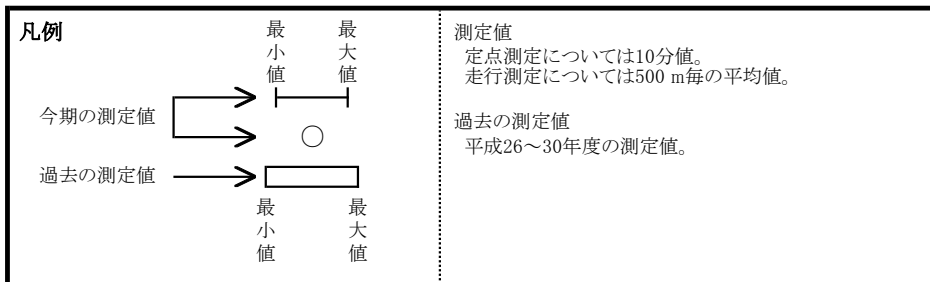 凡例
最小値
最大値
今期の測定値
過去の測定値
最小値
最大値
測定値
定点測定については10分値。
走行測定については500 m毎の平均値。
過去の測定値
平成26～30年度の測定値。